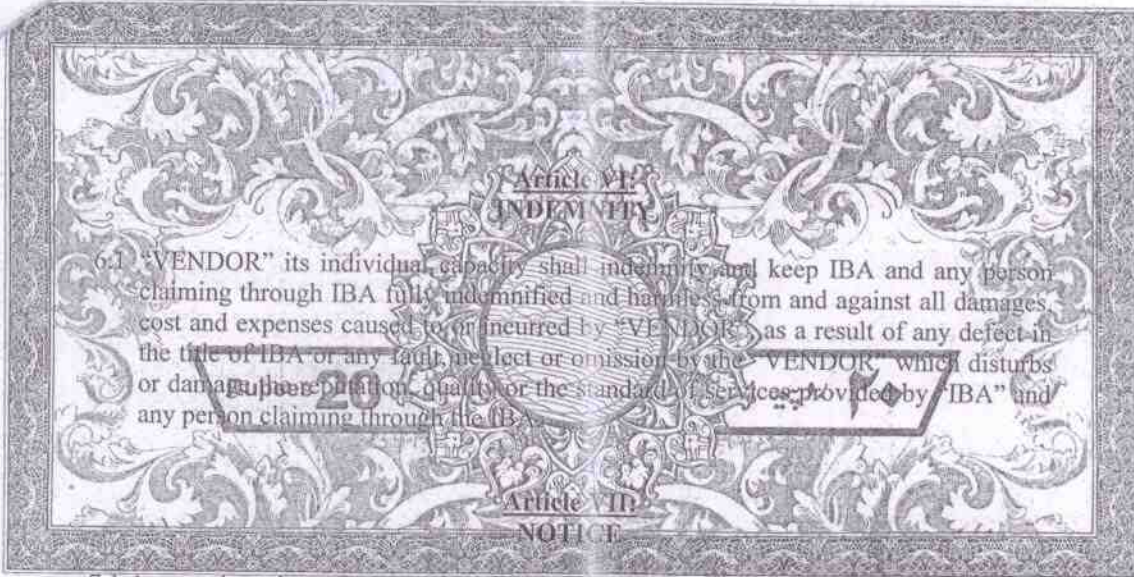 Article VI:
INDEMNITY
6.1 "VENDOR" its individual capacity shall indemnify and keep IBA and any person
claiming through IBA fully indemnified and harmless from and against all damages,
cost and expenses caused to or incurred by "VENDOR", as a result of any defect in
the title of IBA or any fault, neglect or omission by the "VENDOR" which disturbs
or damage the reputation, quality or the standard of services provided by "IBA" and
Rupees 20
any person claiming through the IBA.
Article VII:
NOTICE